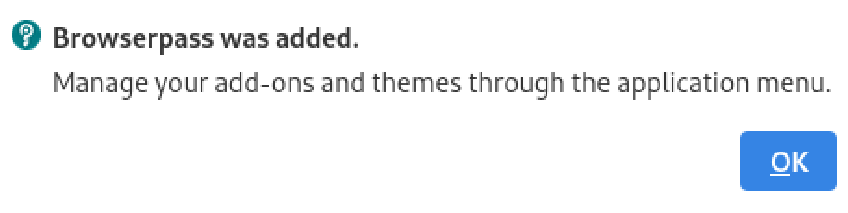 Browserpass was added.
Manage your add-ons and themes through the application menu.
OK